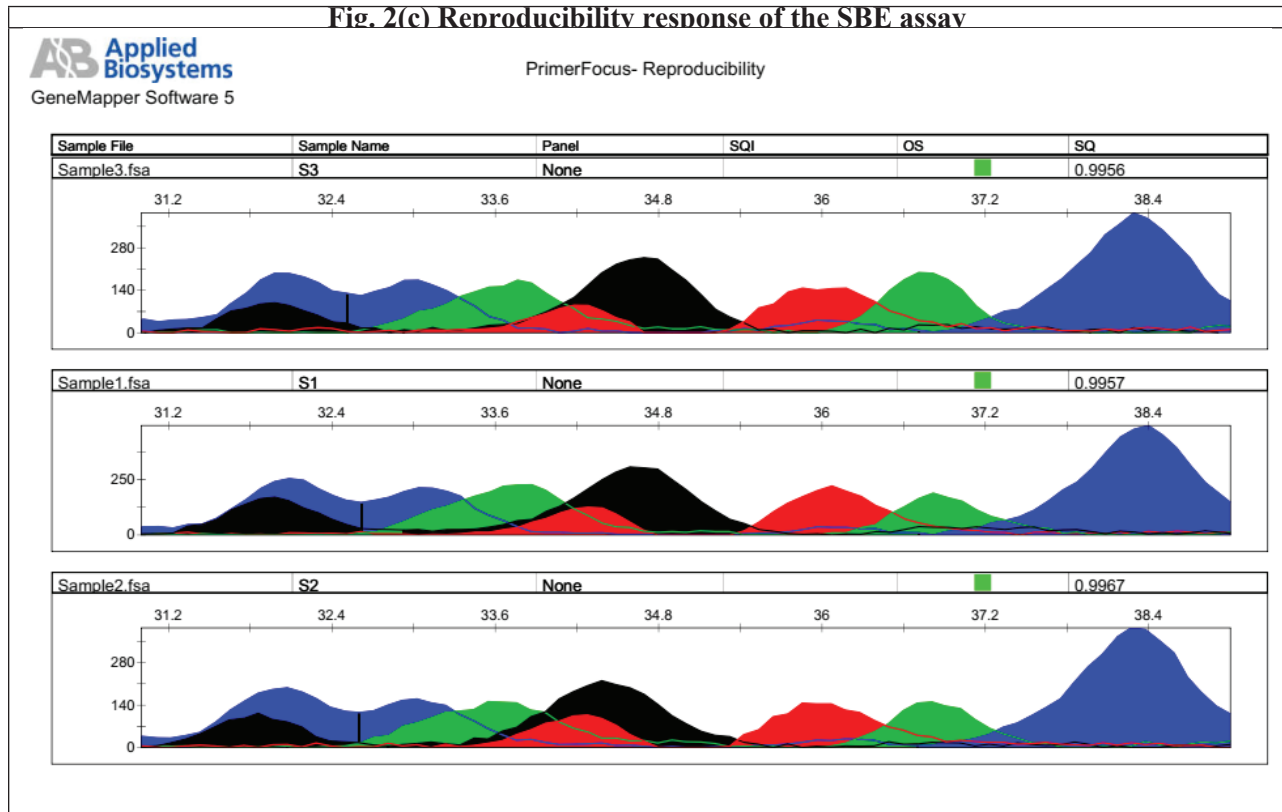 Fig. 2(c) Reproducibility response of the SBE assay
AB Applied Biosystems
PrimerFocus- Reproducibility
GeneMapper Software 5
Sample File Sample Name Panel SQI OS SQ
Sample3.fsa S3 None 0.9956
31.2 32.4 33.6 34.8 36 37.2 38.4
280
140
0
Sample1.fsa S1 None 0.9957
31.2 32.4 33.6 34.8 36 37.2 38.4
250
0
Sample2.fsa S2 None 0.9967
31.2 32.4 33.6 34.8 36 37.2 38.4
280
140
0